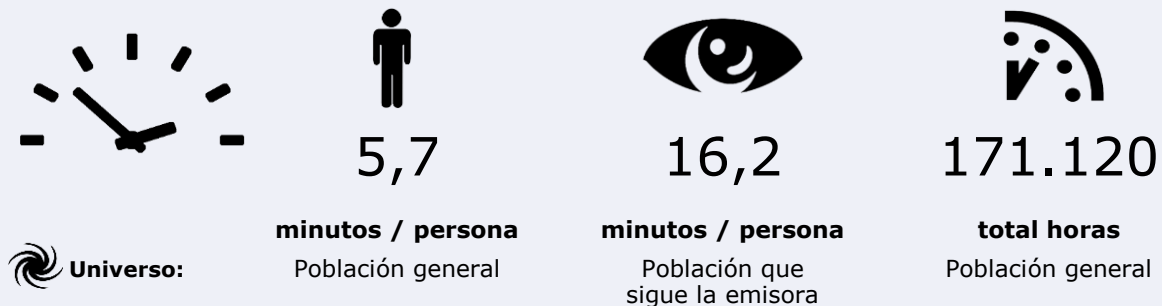 5,7
16,2
171.120
minutos / persona
minutos / persona
total horas
Universo:
Población general
Población que
sigue la emisora
Población general